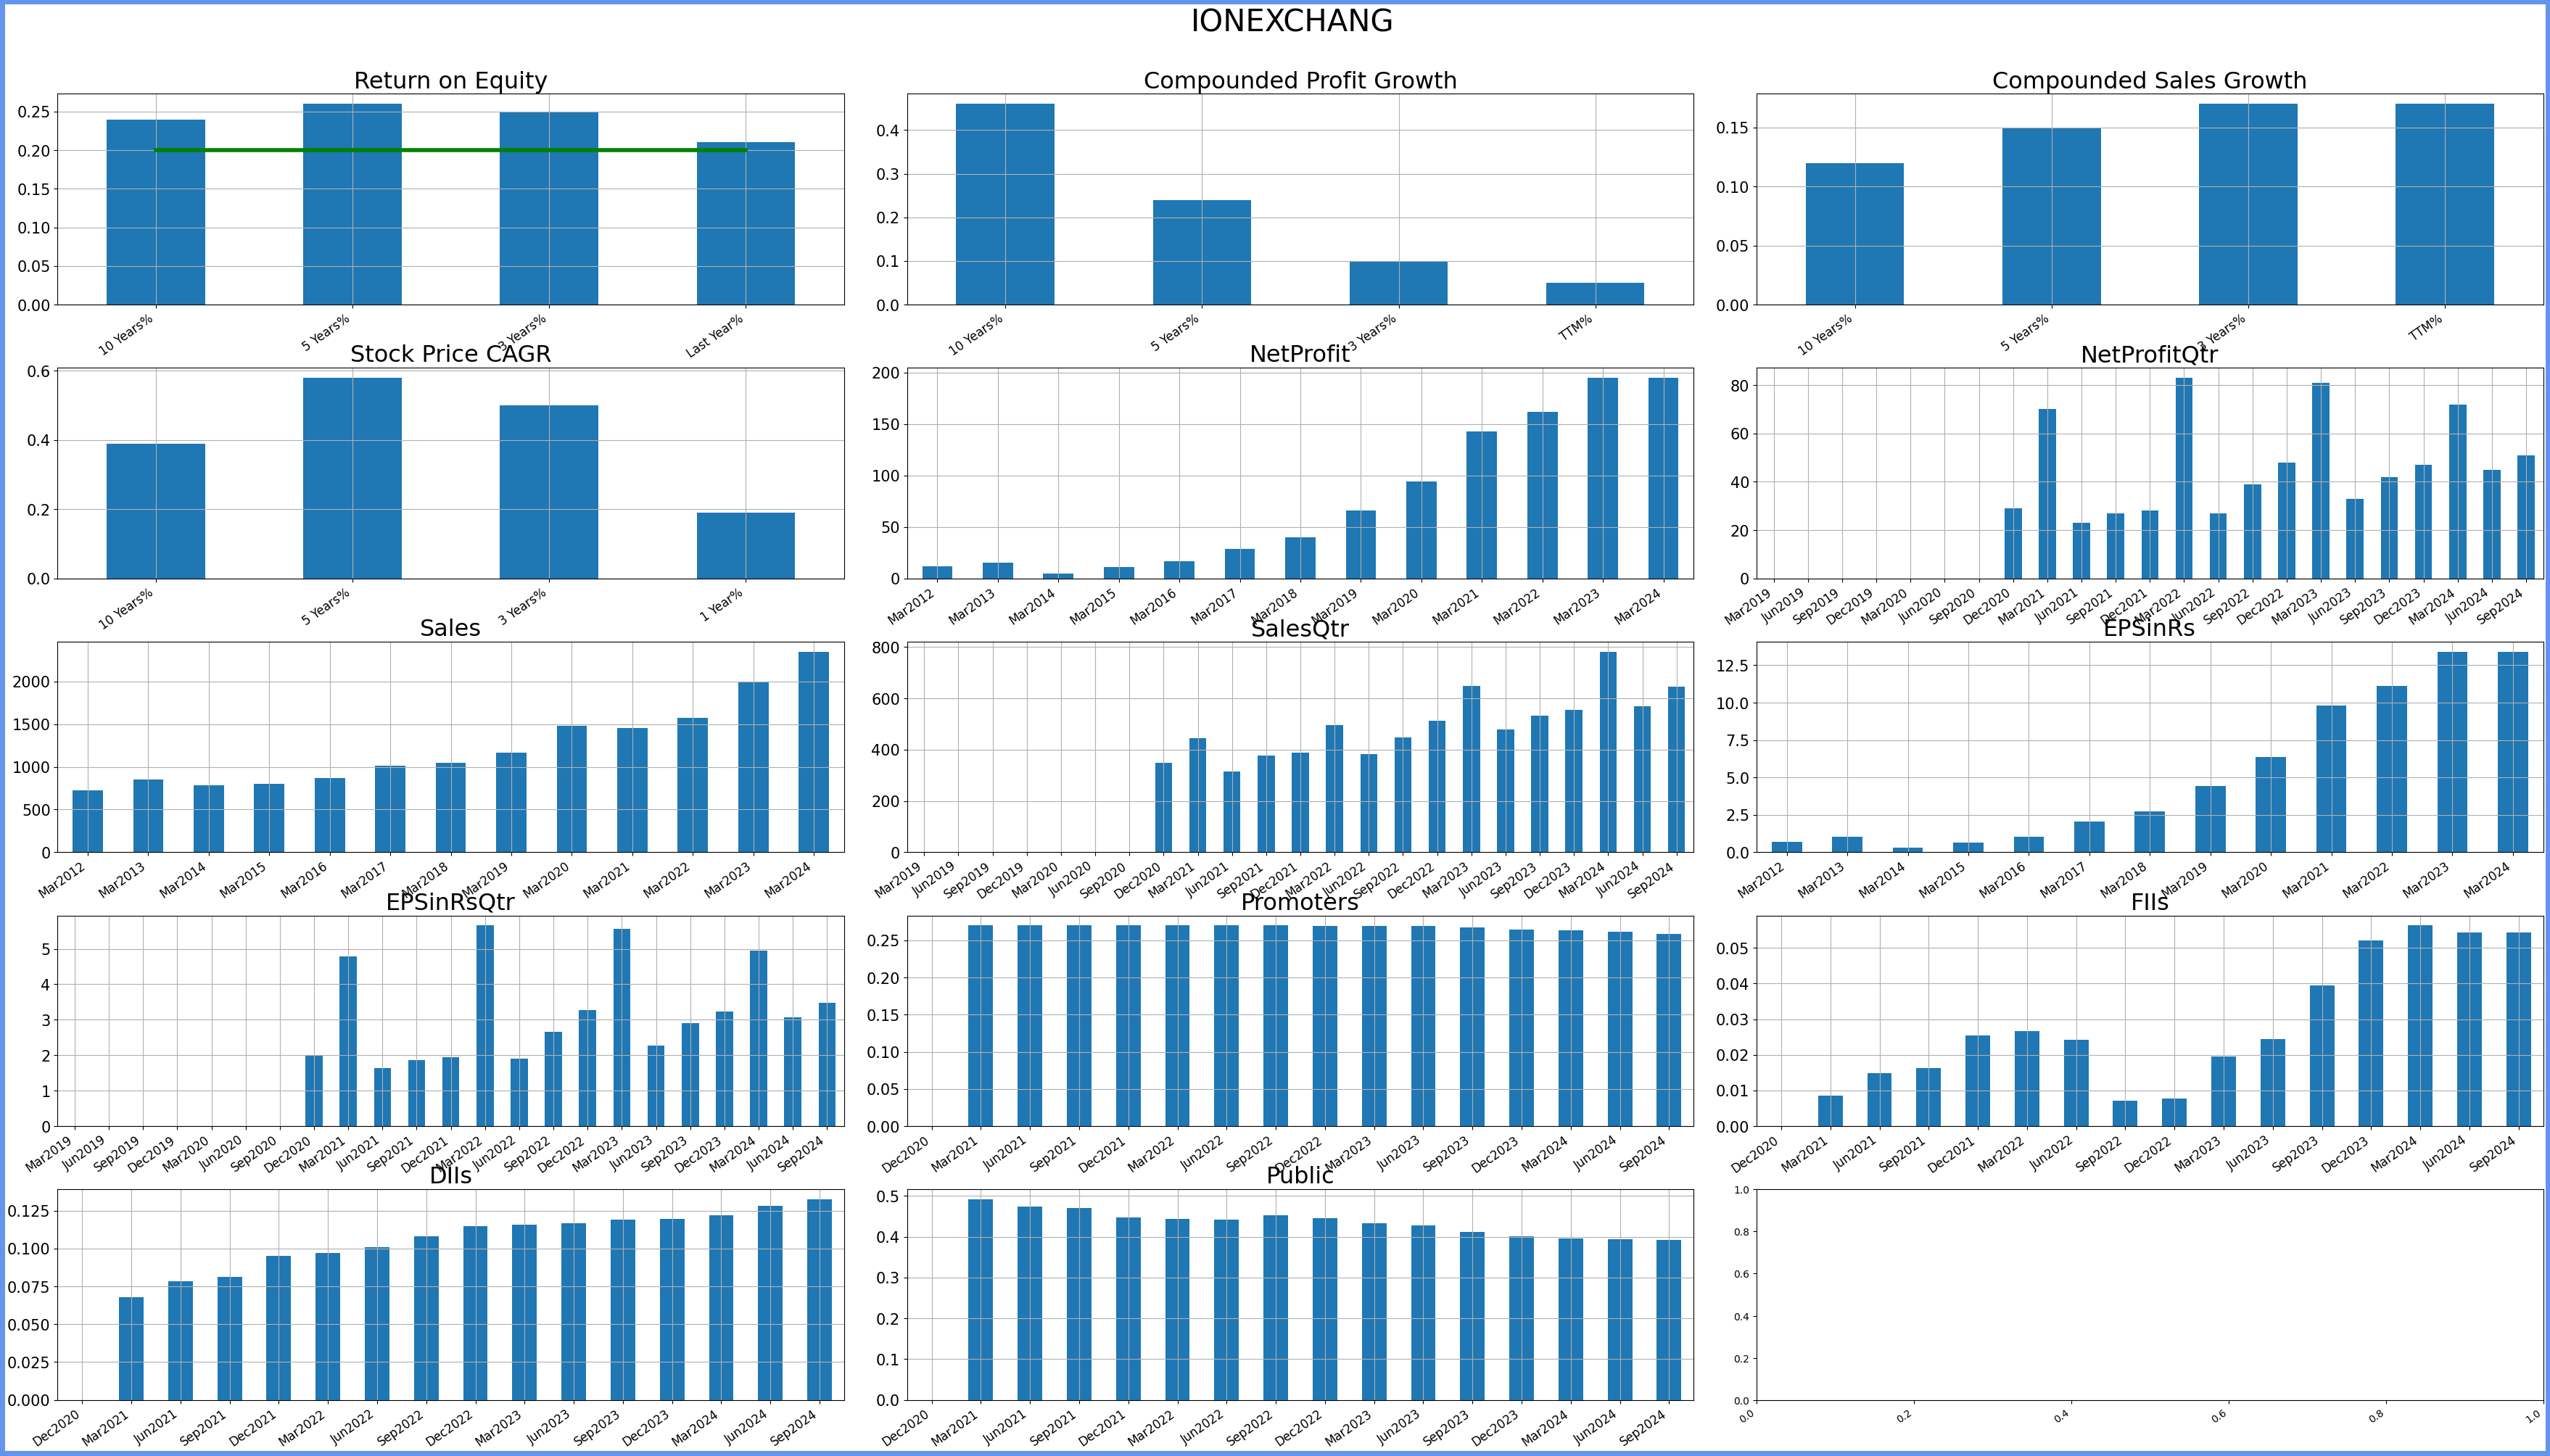 IONEXCHANG
Return on Equity
0.25
0.20
0.15
0.10
0.05
0.00
10 Years% 5 Years% 3 Years% Last Year%
Compounded Profit Growth
0.4
0.3
0.2
0.1
0.0
10 Years% 5 Years% 3 Years% TTM%
Compounded Sales Growth
0.15
0.10
0.05
0.00
10 Years% 5 Years% 3 Years% TTM%
Stock Price CAGR
0.6
0.4
0.2
0.0
10 Years% 5 Years% 3 Years% 1 Year%
NetProfit
200
150
100
50
0
Mar2012 Mar2013 Mar2014 Mar2015 Mar2016 Mar2017 Mar2018 Mar2019 Mar2020 Mar2021 Mar2022 Mar2023 Mar2024
NetProfitQtr
80
60
40
20
0
Mar2019 Jun2019 Sep2019 Dec2019 Mar2020 Jun2020 Sep2020 Dec2020 Mar2021 Jun2021 Sep2021 Dec2021 Mar2022 Jun2022 Sep2022 Dec2022 Mar2023 Jun2023 Sep2023 Dec2023 Mar2024 Jun2024 Sep2024
Sales
2000
1500
1000
500
0
Mar2012 Mar2013 Mar2014 Mar2015 Mar2016 Mar2017 Mar2018 Mar2019 Mar2020 Mar2021 Mar2022 Mar2023 Mar2024
SalesQtr
800
600
400
200
0
Mar2019 Jun2019 Sep2019 Dec2019 Mar2020 Jun2020 Sep2020 Dec2020 Mar2021 Jun2021 Sep2021 Dec2021 Mar2022 Jun2022 Sep2022 Dec2022 Mar2023 Jun2023 Sep2023 Dec2023 Mar2024 Jun2024 Sep2024
EPSinRs
12.5
10.0
7.5
5.0
2.5
0.0
Mar2012 Mar2013 Mar2014 Mar2015 Mar2016 Mar2017 Mar2018 Mar2019 Mar2020 Mar2021 Mar2022 Mar2023 Mar2024
EPSinRsQtr
5
4
3
2
1
0
Mar2019 Jun2019 Sep2019 Dec2019 Mar2020 Jun2020 Sep2020 Dec2020 Mar2021 Jun2021 Sep2021 Dec2021 Mar2022 Jun2022 Sep2022 Dec2022 Mar2023 Jun2023 Sep2023 Dec2023 Mar2024 Jun2024 Sep2024
Promoters
0.25
0.20
0.15
0.10
0.05
0.00
Dec2020 Mar2021 Jun2021 Sep2021 Dec2021 Mar2022 Jun2022 Sep2022 Dec2022 Mar2023 Jun2023 Sep2023 Dec2023 Mar2024 Jun2024 Sep2024
FIIs
0.05
0.04
0.03
0.02
0.01
0.00
Dec2020 Mar2021 Jun2021 Sep2021 Dec2021 Mar2022 Jun2022 Sep2022 Dec2022 Mar2023 Jun2023 Sep2023 Dec2023 Mar2024 Jun2024 Sep2024
DIIs
0.125
0.100
0.075
0.050
0.025
0.000
Dec2020 Mar2021 Jun2021 Sep2021 Dec2021 Mar2022 Jun2022 Sep2022 Dec2022 Mar2023 Jun2023 Sep2023 Dec2023 Mar2024 Jun2024 Sep2024
Public
0.5
0.4
0.3
0.2
0.1
0.0
Dec2020 Mar2021 Jun2021 Sep2021 Dec2021 Mar2022 Jun2022 Sep2022 Dec2022 Mar2023 Jun2023 Sep2023 Dec2023 Mar2024 Jun2024 Sep2024
1.0
0.8
0.6
0.4
0.2
0.0
0.0 0.2 0.4 0.6 0.8 1.0